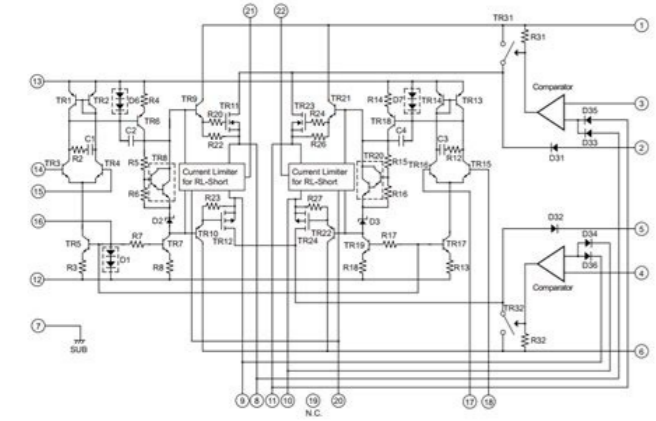 21 22
TR31
1
R31
13
TR1 TR2 D6 R4 TR9 TR11 TR23 TR21 R14 D7 TR14 TR13
Comparator
3
TR6 R20 R24 TR18
D35
C2 R22 R26 C4
D33
C1 R2 C3 R12
D31
2
14 TR3 TR4 R5 TR8 TR20 R15 TR16 TR15
Current Limiter for RL-Short
Current Limiter for RL-Short
15
R6 R16
R23 R27
16
D2 D3
D32
5
TR10 TR12 TR24 TR22
D34
TR5 R7 TR7 TR19 R17 TR17
D36
D1
4
R3 R8 R18 R13
Comparator
12
TR32
R32
7
SUB
6
9 8 11 10 19 20 17 18
N.C.